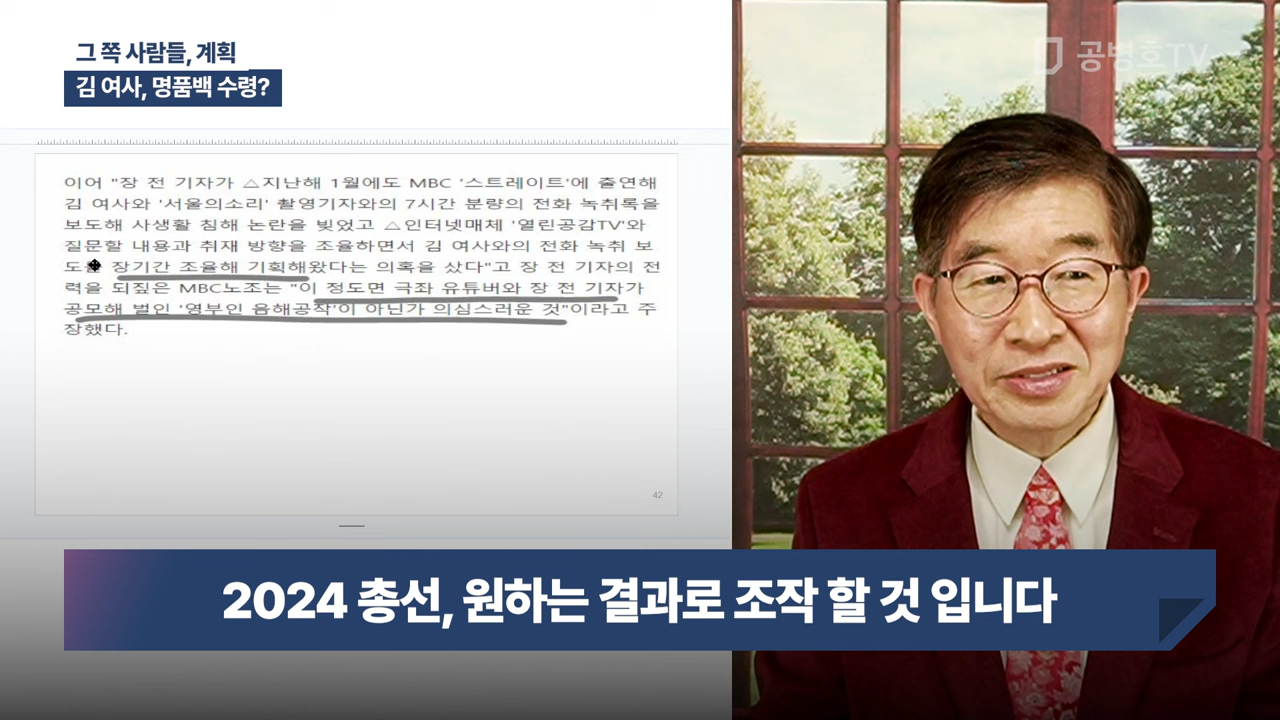 그 쪽 사람들, 계획
김 여사, 명품백 수령?
공병호TV
이어 "장 전 기자가 △지난해 1월에도 MBC '스트레이트'에 출연해
김 여사와 '서울의소리' 촬영기자와의 7시간 분량의 전화 녹취록을
보도해 사생활 침해 논란을 빚었고 △인터넷매체 '열린공감TV'와
질문할 내용과 취재 방향을 조율하면서 김 여사와의 전화 녹취 보
도를 장기간 조율해 기획해왔다는 의혹을 샀다"고 장 전 기자의 전
력을 되짚은 MBC노조는 "이 정도면 극좌 유튜버와 장 전 기자가
공모해 벌인 '영부인 음해공작'이 아닌가 의심스러운 것"이라고 주
장했다.
42
2024 총선, 원하는 결과로 조작 할 것 입니다